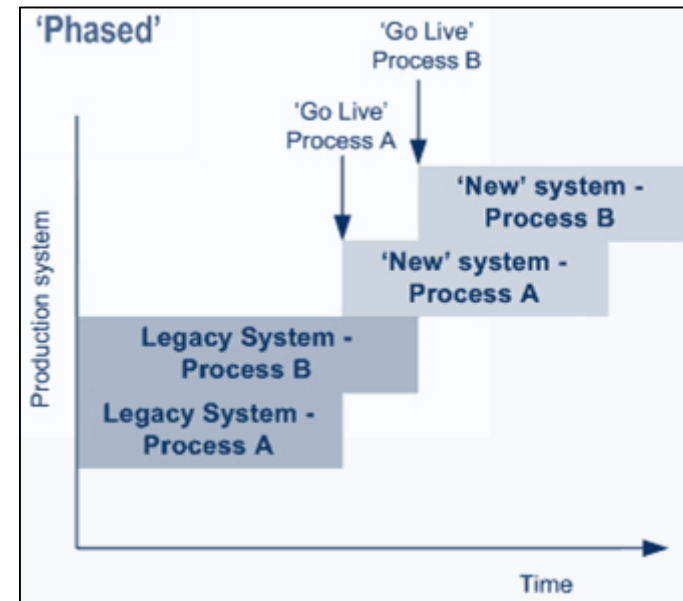 'Phased'
'Go Live'
Process B
'Go Live'
Process A
'New' system -
Process B
'New' system -
Process A
Legacy System -
Process B
Legacy System -
Process A
Production system
Time